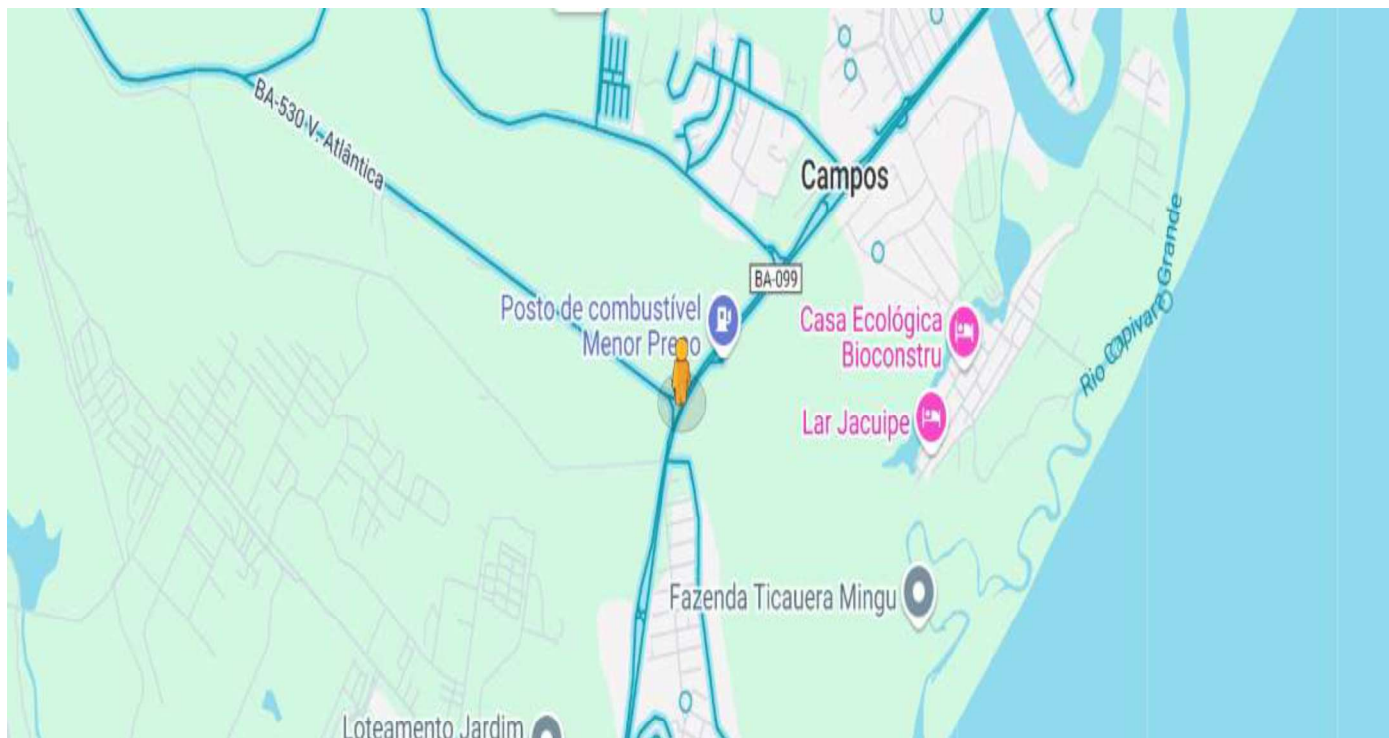 BA-530 V. Atlântica
Campos
BA-099
Posto de combustível
Menor Preço
Casa Ecológica
Bioconstru
Lar Jacuipe
Rio Capivara Grande
Fazenda Ticauera Mingu
Loteamento Jardim